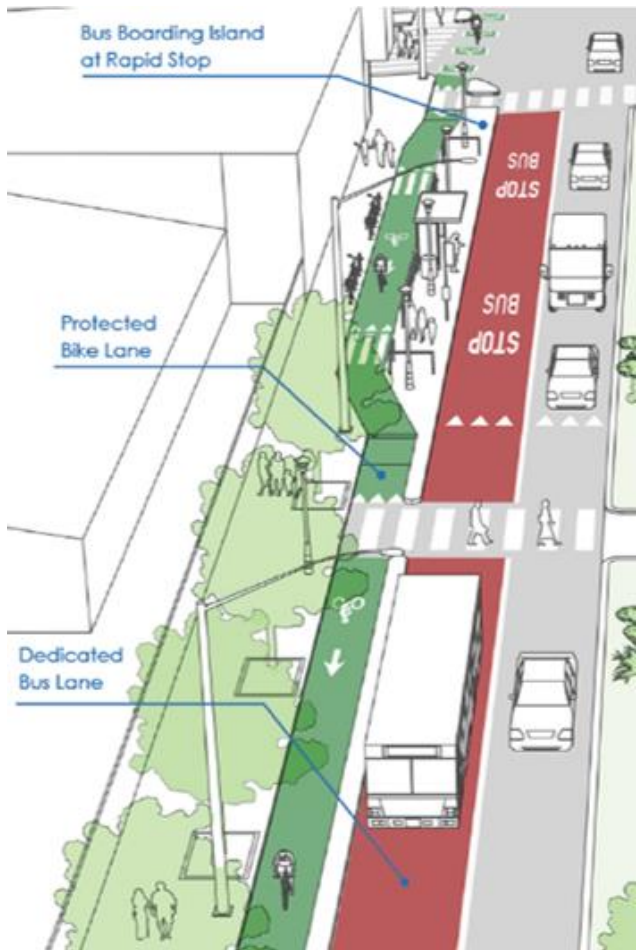 Bus Boarding Island
at Rapid Stop
STOP
BUS
BUS
STOP
Protected
Bike Lane
Dedicated
Bus Lane